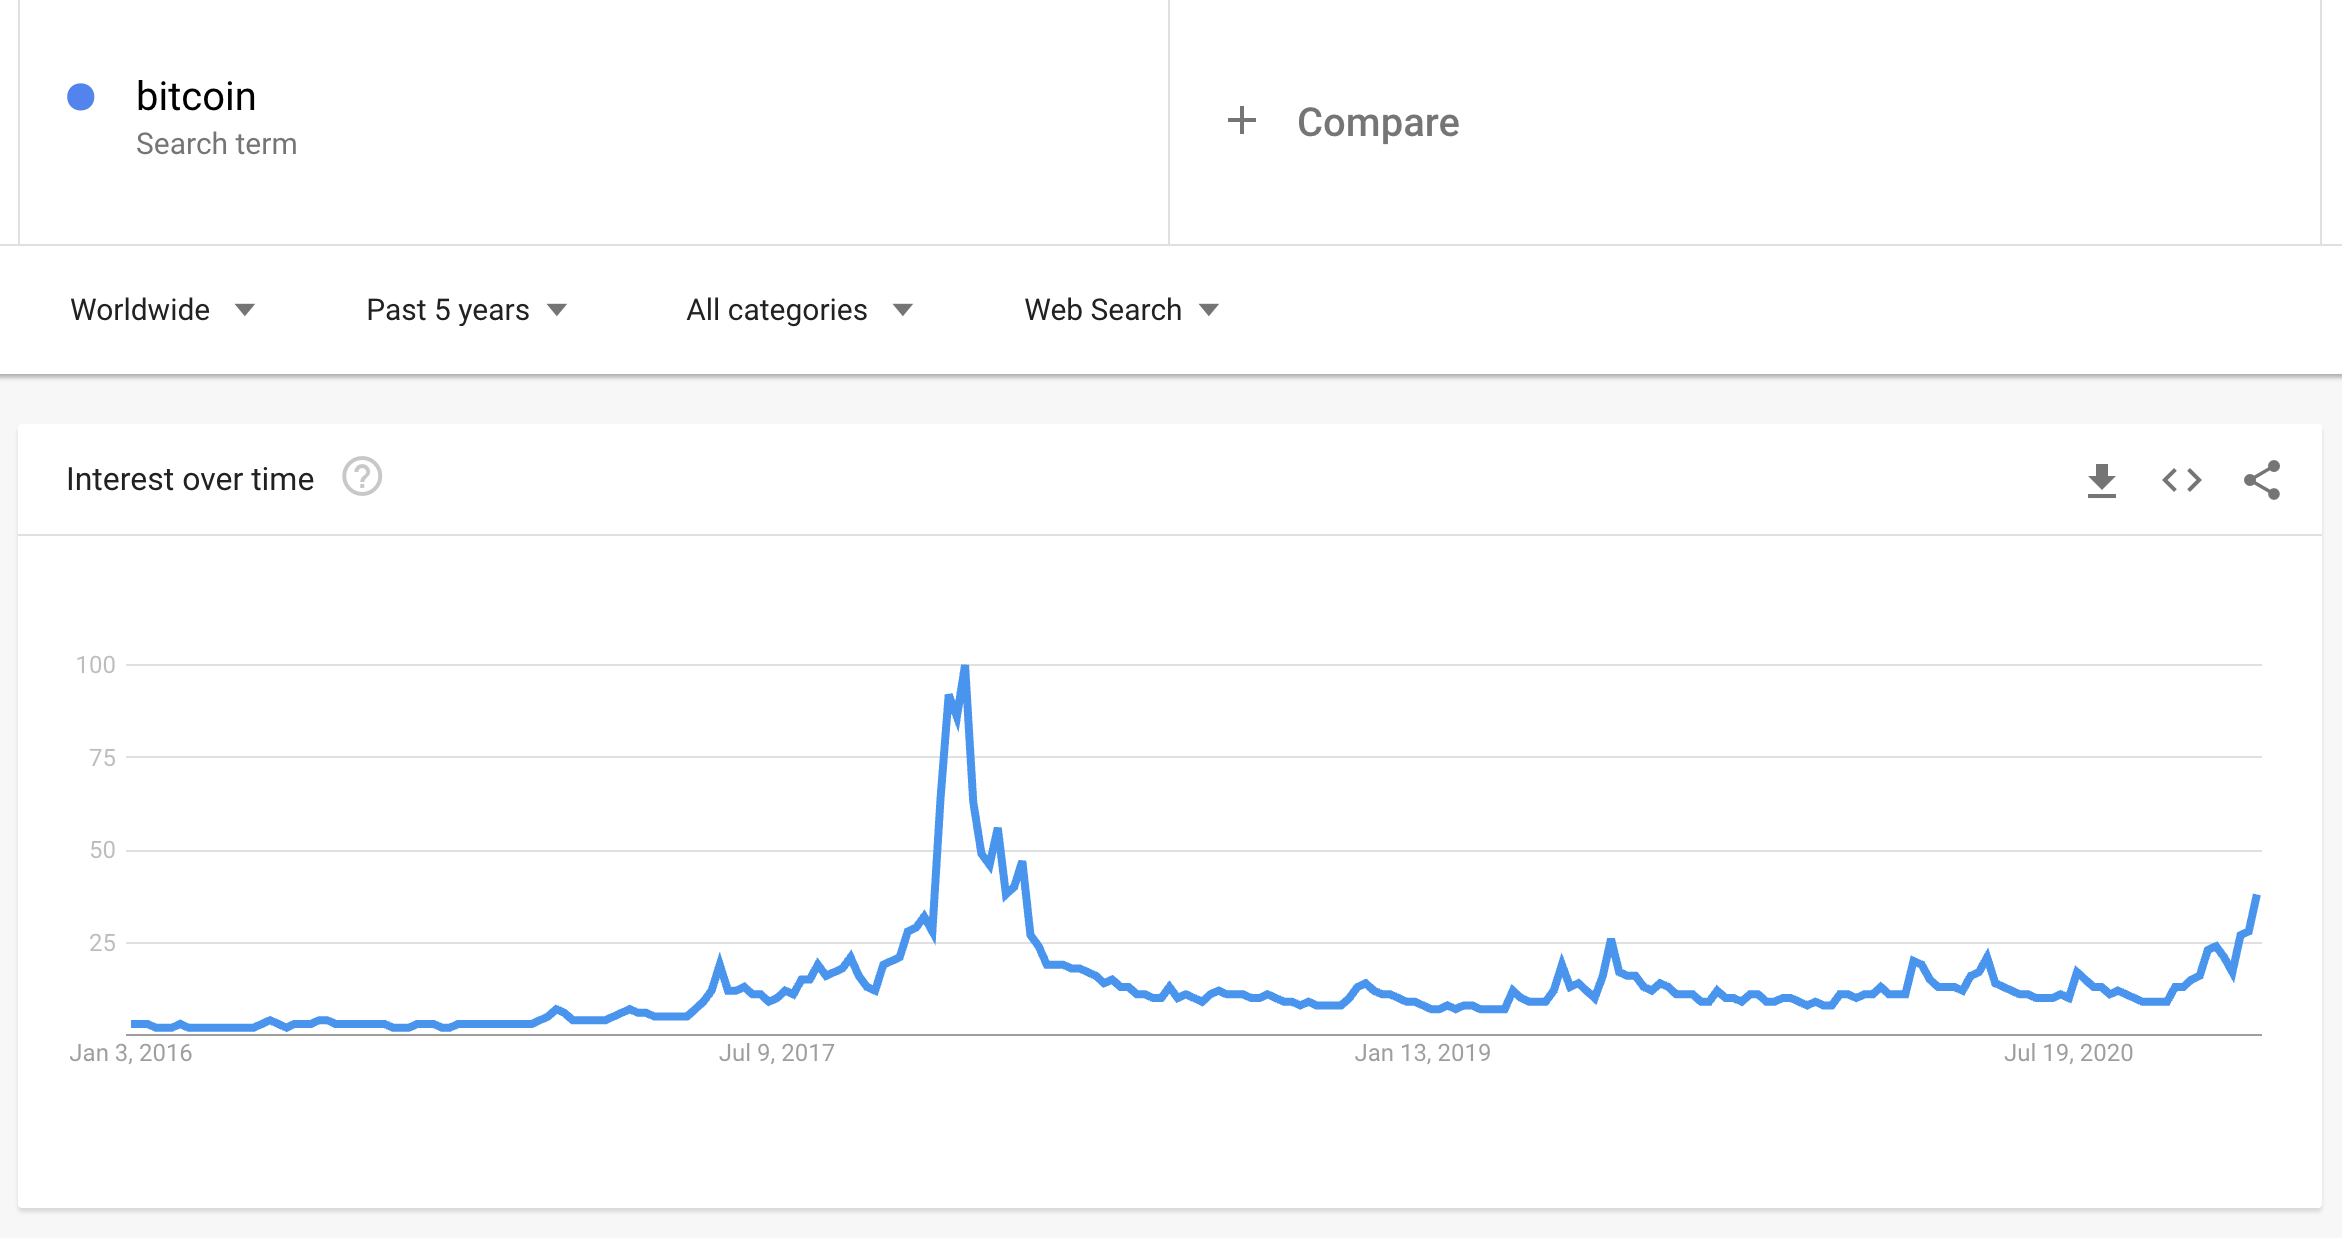 bitcoin
Search term
+ Compare
Worldwide
Past 5 years
All categories
Web Search
Interest over time
?
100
75
50
25
Jan 3, 2016
Jul 9, 2017
Jan 13, 2019
Jul 19, 2020